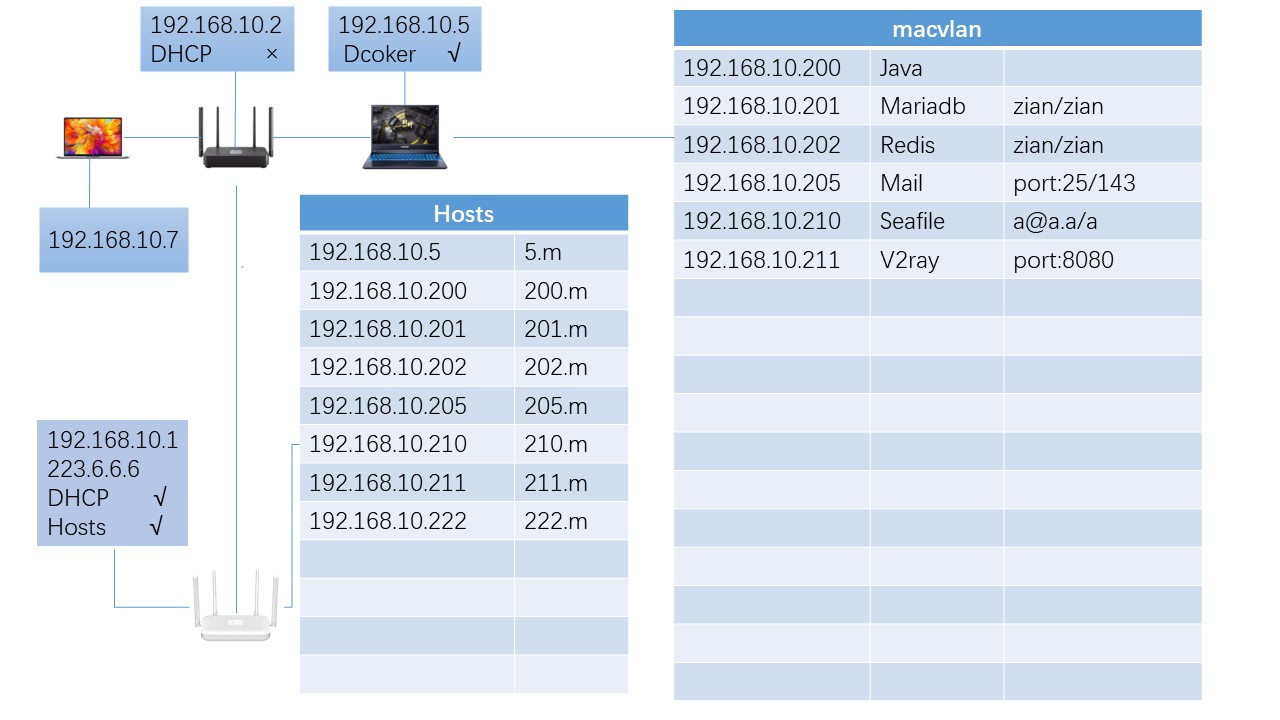 192.168.10.2
DHCP ×
192.168.10.5
Dcoker √
192.168.10.7
192.168.10.1
223.6.6.6
DHCP √
Hosts √
Hosts
192.168.10.5 5.m
192.168.10.200 200.m
192.168.10.201 201.m
192.168.10.202 202.m
192.168.10.205 205.m
192.168.10.210 210.m
192.168.10.211 211.m
192.168.10.222 222.m
macvlan
192.168.10.200 Java
192.168.10.201 Mariadb zian/zian
192.168.10.202 Redis zian/zian
192.168.10.205 Mail port:25/143
192.168.10.210 Seafile a@a.a/a
192.168.10.211 V2ray port:8080